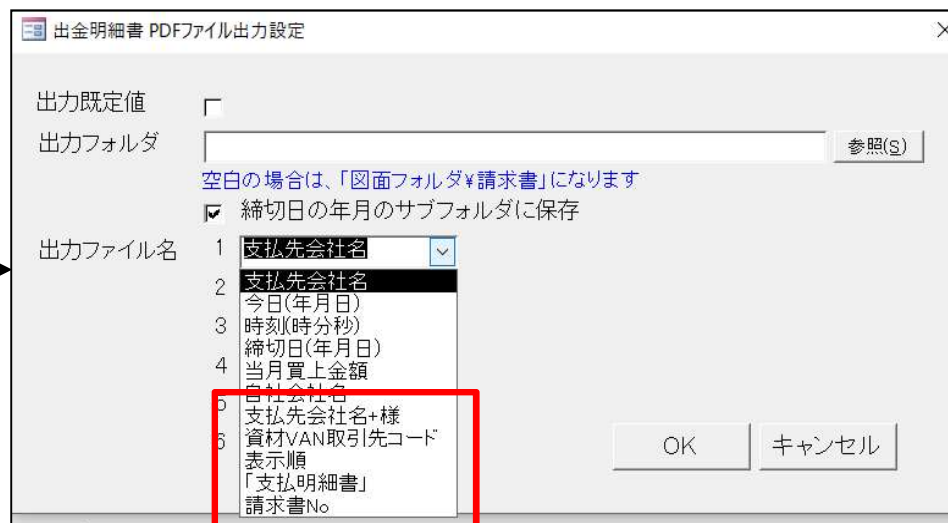 出金明細書 PDFファイル出力設定
出力既定値
出力フォルダ
参照(S)
空白の場合は、「図面フォルダ¥請求書」になります
締切日の年月のサブフォルダに保存
出力ファイル名
1 支払先会社名
2
3
4
5
6
支払先会社名
今日(年月日)
時刻(時分秒)
締切日(年月日)
当月買上金額
自社会社名
支払先会社名+様
資材VAN取引先コード
表示順
「支払明細書」
請求書No
OK
キャンセル